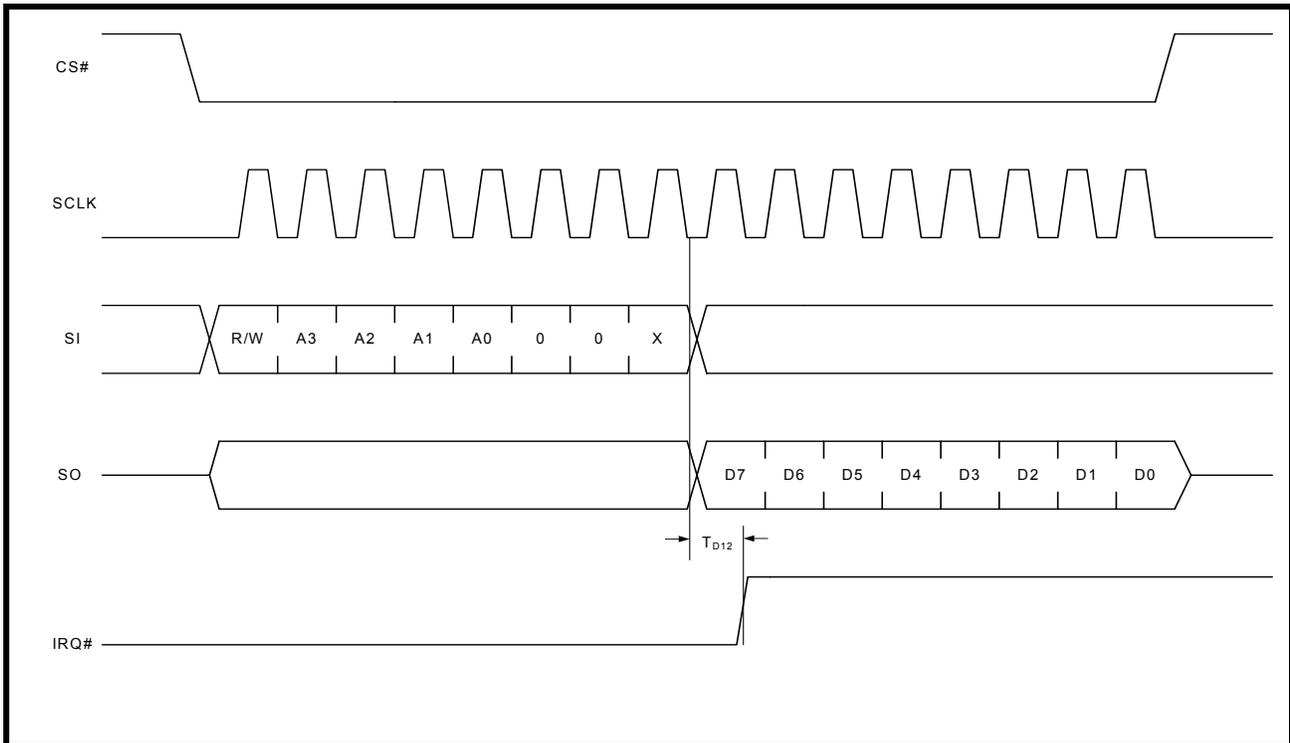 CS#
SCLK
SI R/W A3 A2 A1 A0 0 0 X
SO D7 D6 D5 D4 D3 D2 D1 D0
TD12
IRQ#